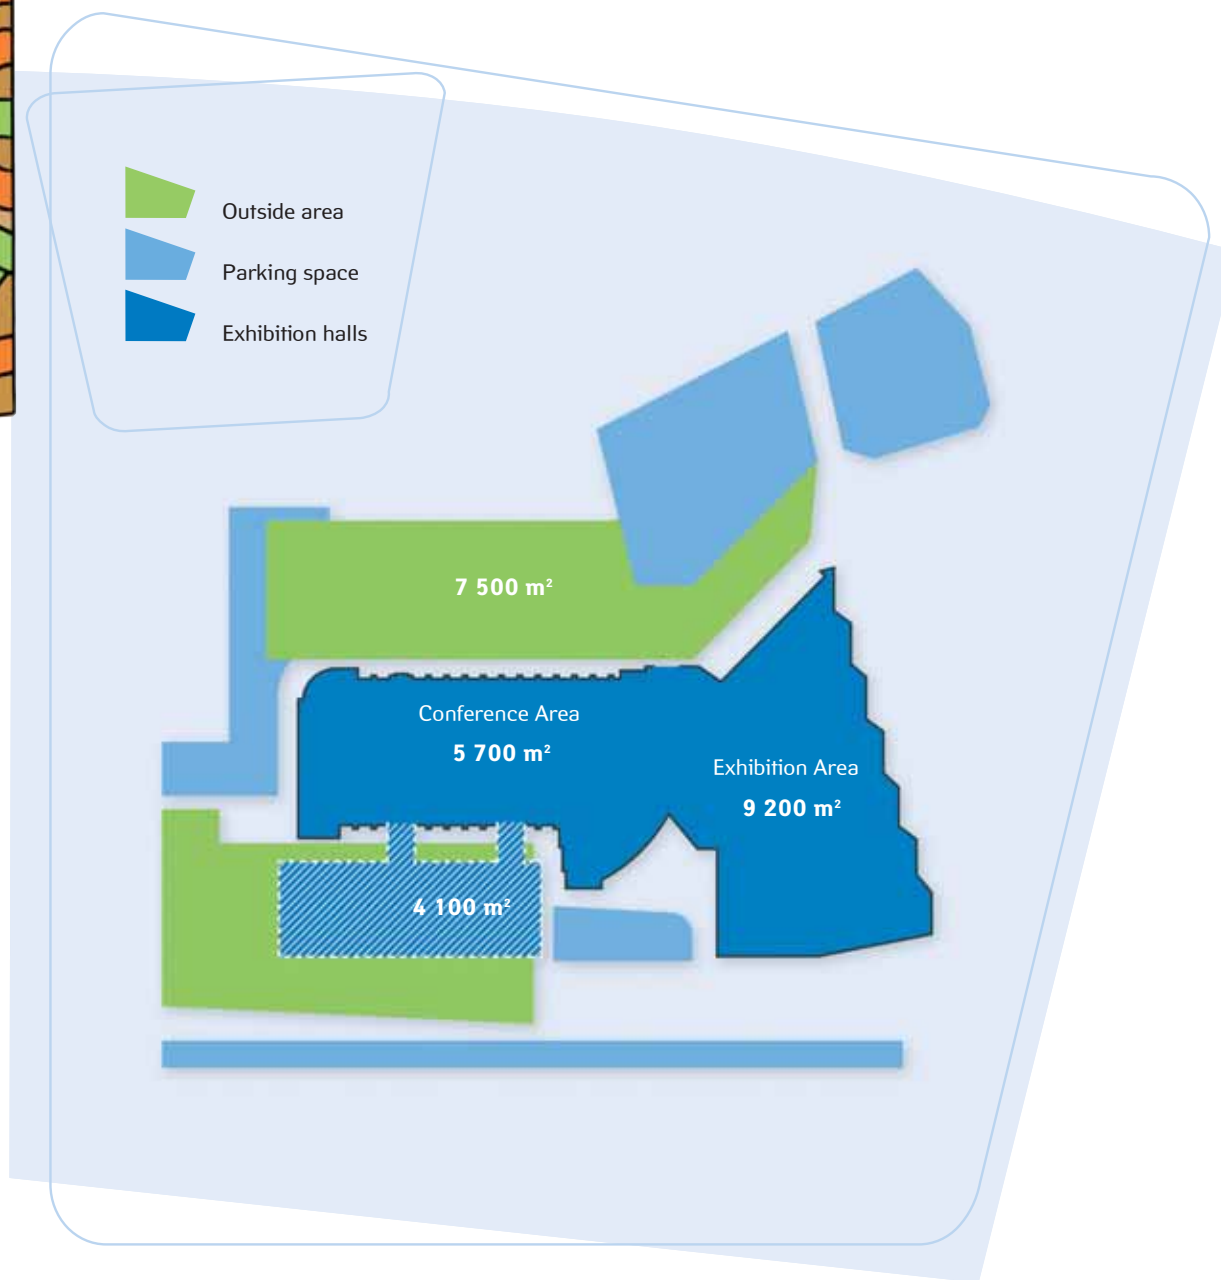 Outside area
Parking space
Exhibition halls
7 500 m²
Conference Area
5 700 m²
Exhibition Area
9 200 m²
4 100 m²